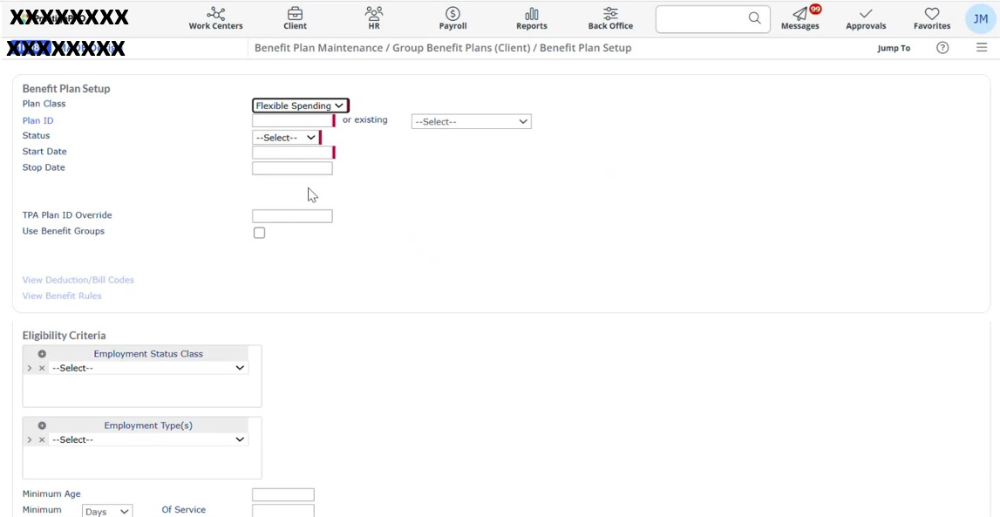 XXXXXXXX
Work Centers
Client
HR
Payroll
Reports
Back Office
99
Messages
Approvals
Favorites
JM
XXXXXXXX
Benefit Plan Maintenance / Group Benefit Plans (Client) / Benefit Plan Setup
Jump To
?
Benefit Plan Setup
Plan Class Flexible Spending
Plan ID or existing --Select--
Status --Select--
Start Date
Stop Date
TPA Plan ID Override
Use Benefit Groups
View Deduction/Bill Codes
View Benefit Rules
Eligibility Criteria
Employment Status Class
--Select--
Employment Type(s)
--Select--
Minimum Age
Minimum Days Of Service